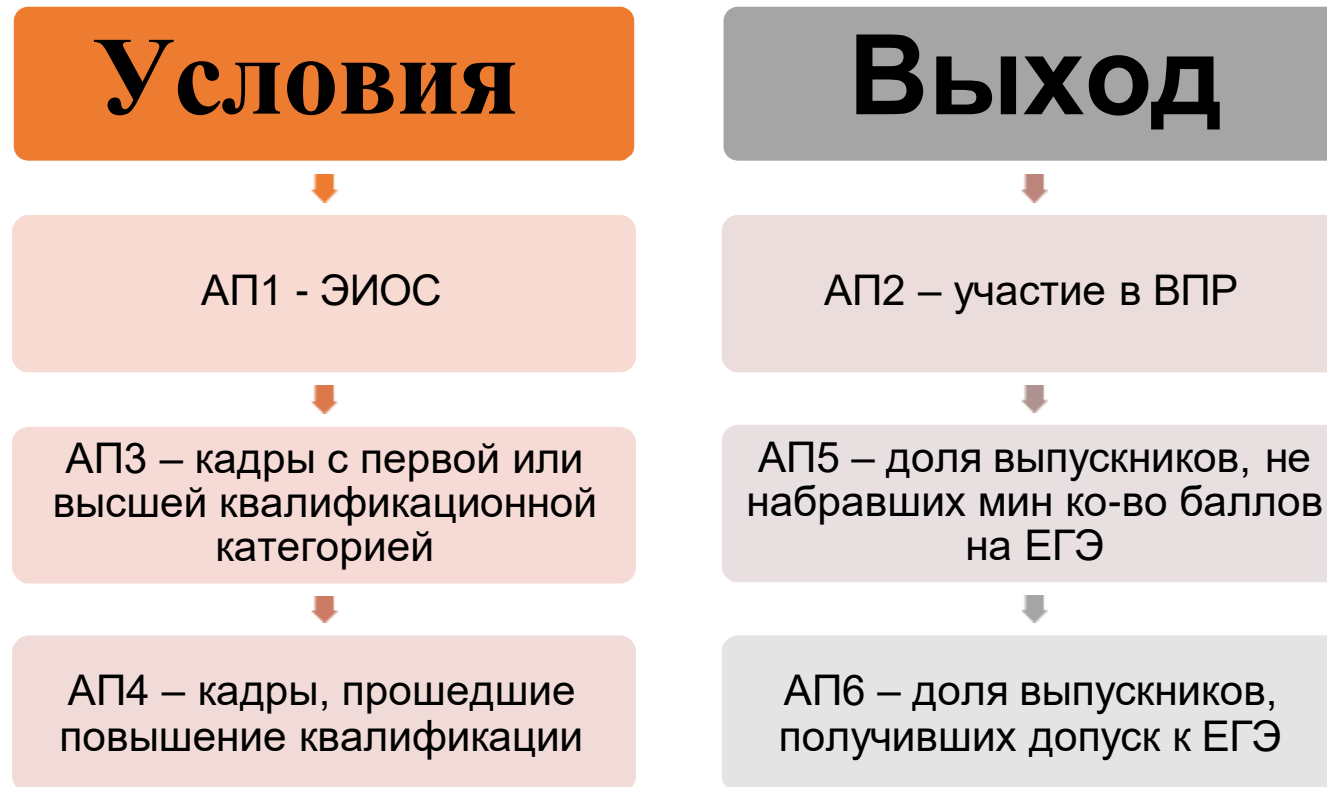 Условия
АП1 - ЭИОС
АП3 – кадры с первой или
высшей квалификационной
категорией
АП4 – кадры, прошедшие
повышение квалификации
Выход
АП2 – участие в ВПР
АП5 – доля выпускников, не
набравших мин ко-во баллов
на ЕГЭ
АП6 – доля выпускников,
получивших допуск к ЕГЭ